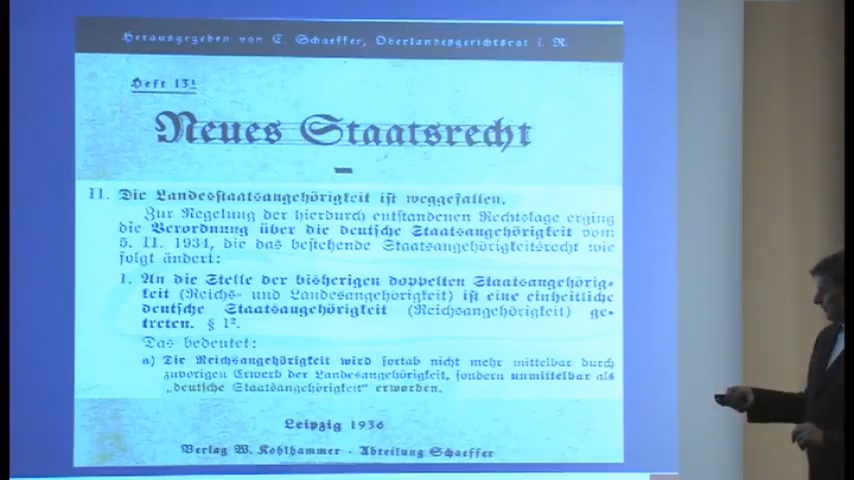 Herausgegeben von C. Schaeffer, Oberlandesgerichtsrat i. R.
Heft 13¹
Neues Staatsrecht
II. Die Landesstaatsangehörigkeit ist weggefallen.
Zur Regelung der hierdurch entstandenen Rechtslage erging
die Verordnung über die deutsche Staatsangehörigkeit vom
5. II. 1934, die das bestehende Staatsangehörigkeitsrecht wie
folgt ändert:
1. An die Stelle der bisherigen doppelten Staatsangehörig-
keit (Reichs- und Landesangehörigkeit) ist eine einheitliche
deutsche Staatsangehörigkeit (Reichsangehörigkeit) ge-
treten. § 1².
Das bedeutet:
a) Die Reichsangehörigkeit wird fortab nicht mehr mittelbar durch
zuvorigen Erwerb der Landesangehörigkeit, sondern unmittelbar als
„deutsche Staatsangehörigkeit" erworben.
Leipzig 1936
Verlag W. Kohlhammer · Abteilung Schaeffer